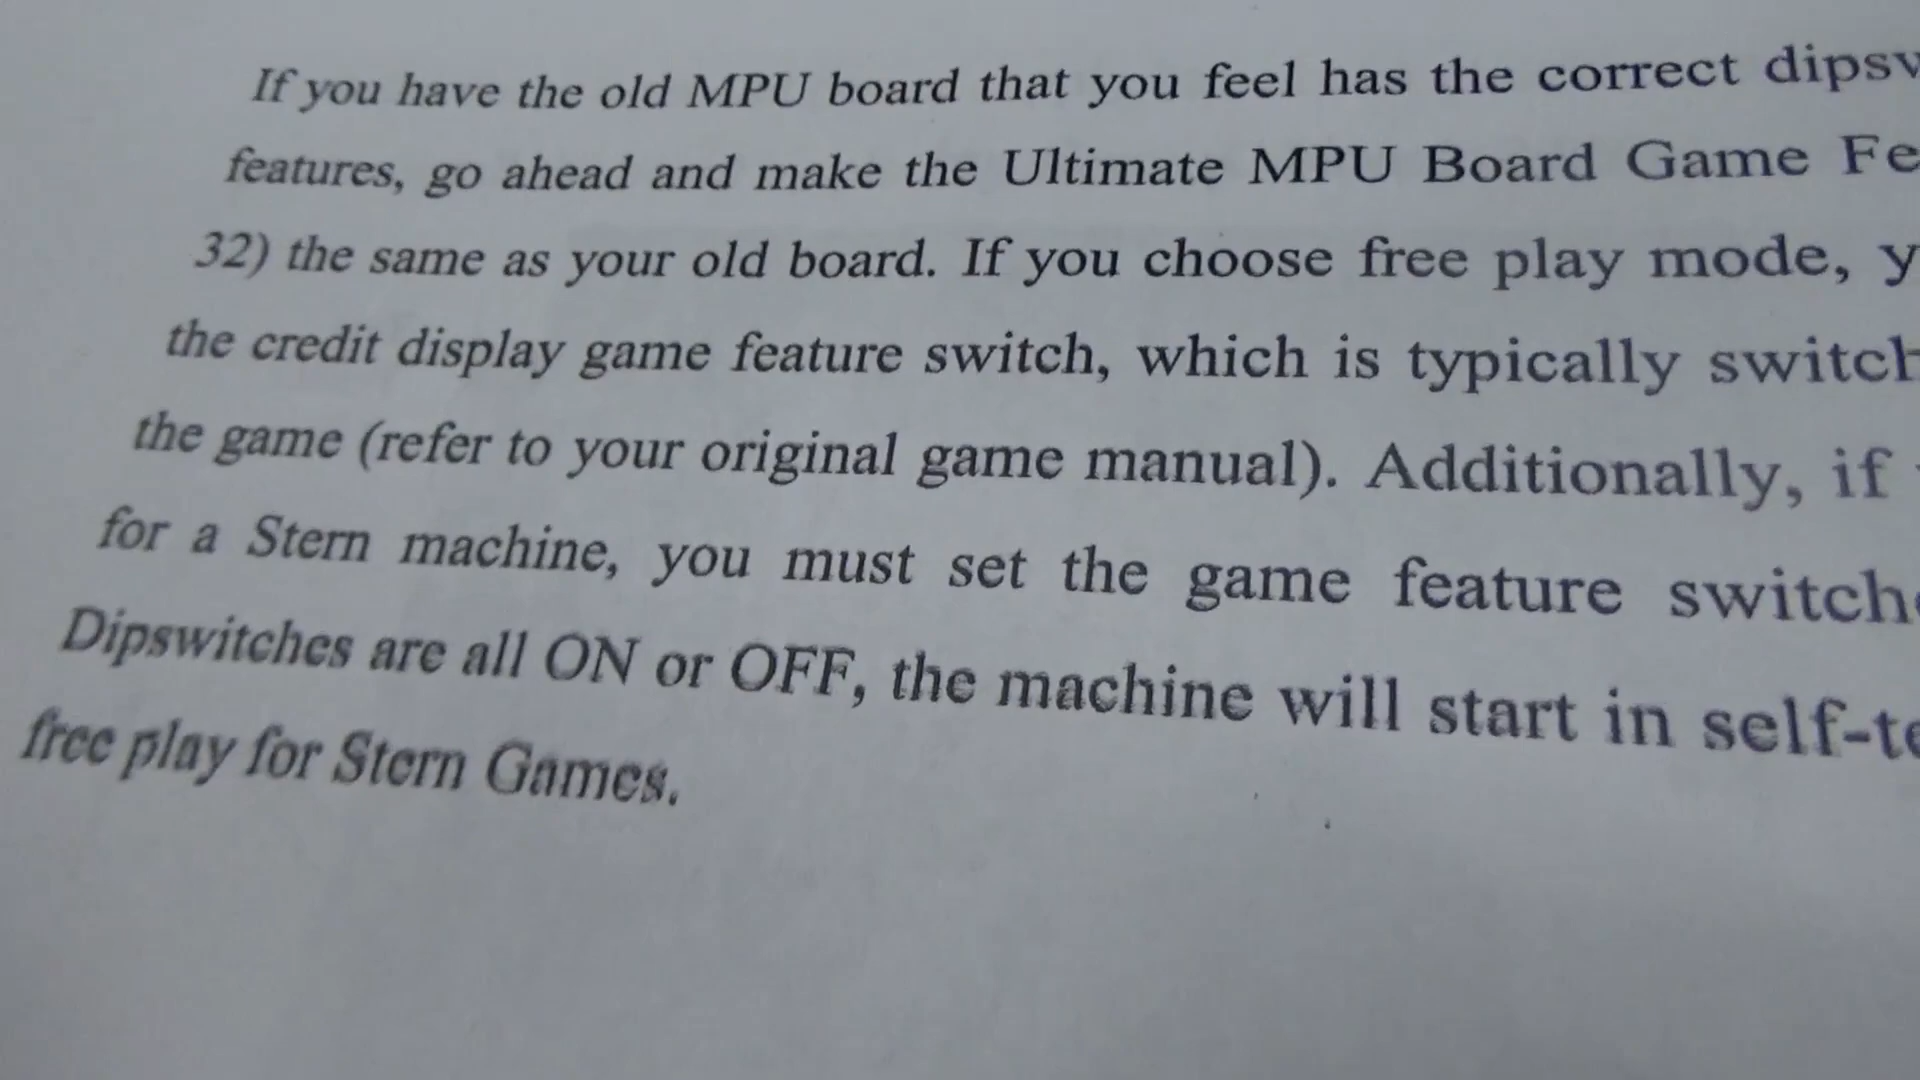 If you have the old MPU board that you feel has the correct dipsw
features, go ahead and make the Ultimate MPU Board Game Fe
32) the same as your old board. If you choose free play mode, y
the credit display game feature switch, which is typically switch
the game (refer to your original game manual). Additionally, if
for a Stern machine, you must set the game feature switche
Dipswitches are all ON or OFF, the machine will start in self-te
free play for Stern Games.